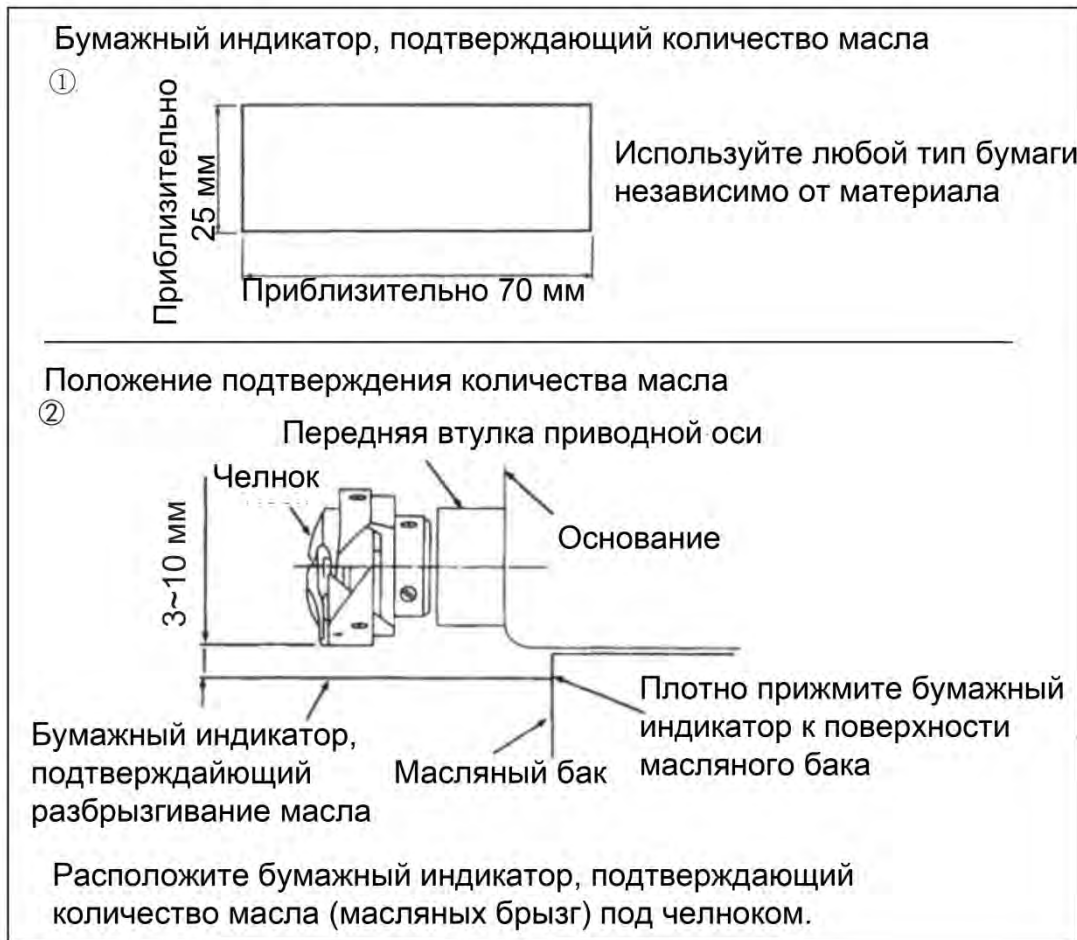 Бумажный индикатор, подтверждающий количество масла
①
Приблизительно
25 мм
Используйте любой тип бумаги
независимо от материала
Приблизительно 70 мм
Положение подтверждения количества масла
②
Передняя втулка приводной оси
Челнок
Основание
3~10 мм
Плотно прижмите бумажный
индикатор к поверхности
масляного бака
Бумажный индикатор,
подтверждайющий
разбрызгивание масла
Масляный бак
Расположите бумажный индикатор, подтверждающий
количество масла (масляных брызг) под челноком.